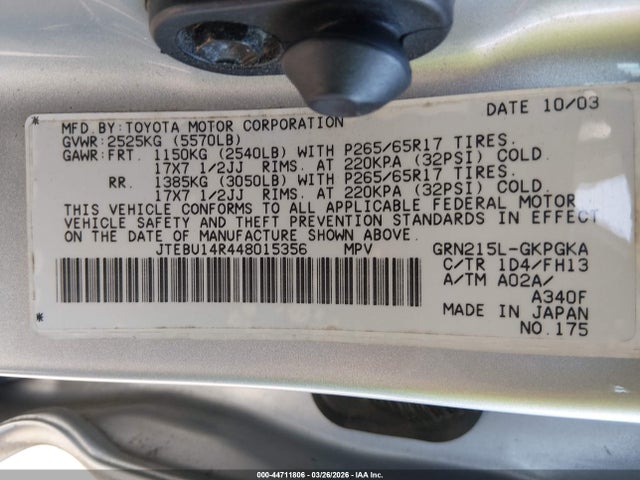 DATE 10/03
MFD.BY:TOYOTA MOTOR CORPORATION
GVWR:2525KG (5570LB)
GAWR:FRT. 1150KG (2540LB) WITH P265/65R17 TIRES.
17X7 1/2JJ RIMS. AT 220KPA (32PSI) COLD.
RR. 1385KG (3050LB) WITH P265/65R17 TIRES.
17X7 1/2JJ RIMS. AT 220KPA (32PSI) COLD.
THIS VEHICLE CONFORMS TO ALL APPLICABLE FEDERAL MOTOR
VEHICLE SAFETY AND THEFT PREVENTION STANDARDS IN EFFECT
ON THE DATE OF MANUFACTURE SHOWN ABOVE.
JTEBU14R448015356 MPV GRN215L-GKPGKA
C/TR 1D4/FH13
A/TM A02A/
A340F
MADE IN JAPAN
NO.175
000-44711806 | 03/26/2026 | IAA Inc.